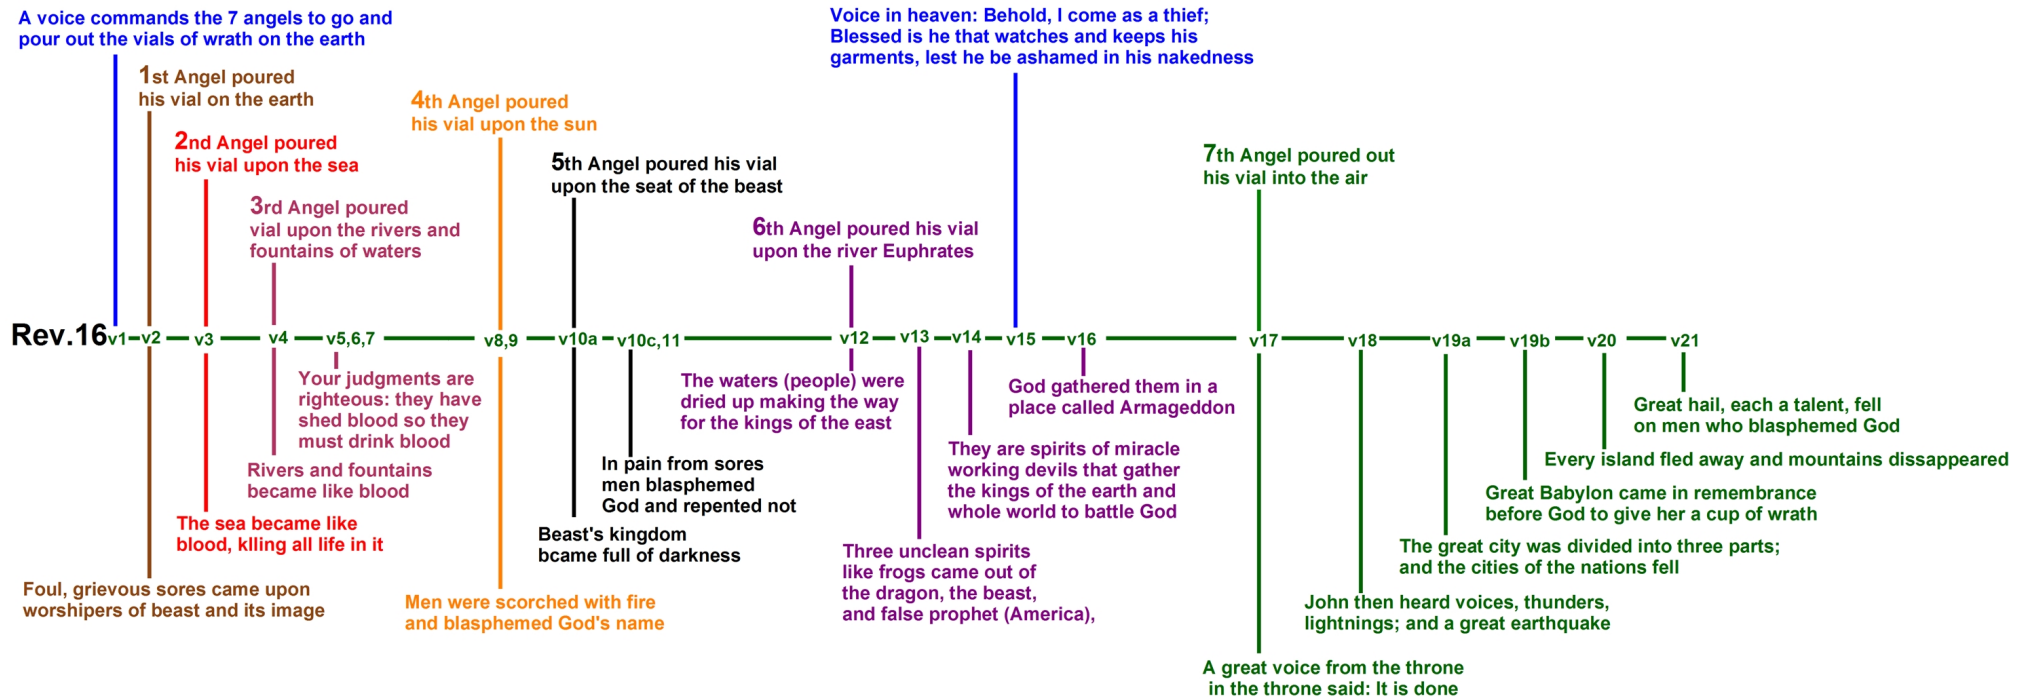 A voice commands the 7 angels to go and
pour out the vials of wrath on the earth
1st Angel poured
his vial on the earth
2nd Angel poured
his vial upon the sea
3rd Angel poured
vial upon the rivers and
fountains of waters
4th Angel poured
his vial upon the sun
5th Angel poured his vial
upon the seat of the beast
6th Angel poured his vial
upon the river Euphrates
Voice in heaven: Behold, I come as a thief;
Blessed is he that watches and keeps his
garments, lest he be ashamed in his nakedness
7th Angel poured out
his vial into the air
Rev.16 v1 v2 v3 v4 v5,6,7 v8,9 v10a v10c,11 v12 v13 v14 v15 v16 v17 v18 v19a v19b v20 v21
Foul, grievous sores came upon
worshipers of beast and its image
The sea became like
blood, klling all life in it
Rivers and fountains
became like blood
Your judgments are
righteous: they have
shed blood so they
must drink blood
Men were scorched with fire
and blasphemed God's name
Beast's kingdom
bcame full of darkness
In pain from sores
men blasphemed
God and repented not
The waters (people) were
dried up making the way
for the kings of the east
Three unclean spirits
like frogs came out of
the dragon, the beast,
and false prophet (America),
They are spirits of miracle
working devils that gather
the kings of the earth and
whole world to battle God
God gathered them in a
place called Armageddon
A great voice from the throne
in the throne said: It is done
John then heard voices, thunders,
lightnings; and a great earthquake
The great city was divided into three parts;
and the cities of the nations fell
Great Babylon came in remembrance
before God to give her a cup of wrath
Every island fled away and mountains dissappeared
Great hail, each a talent, fell
on men who blasphemed God